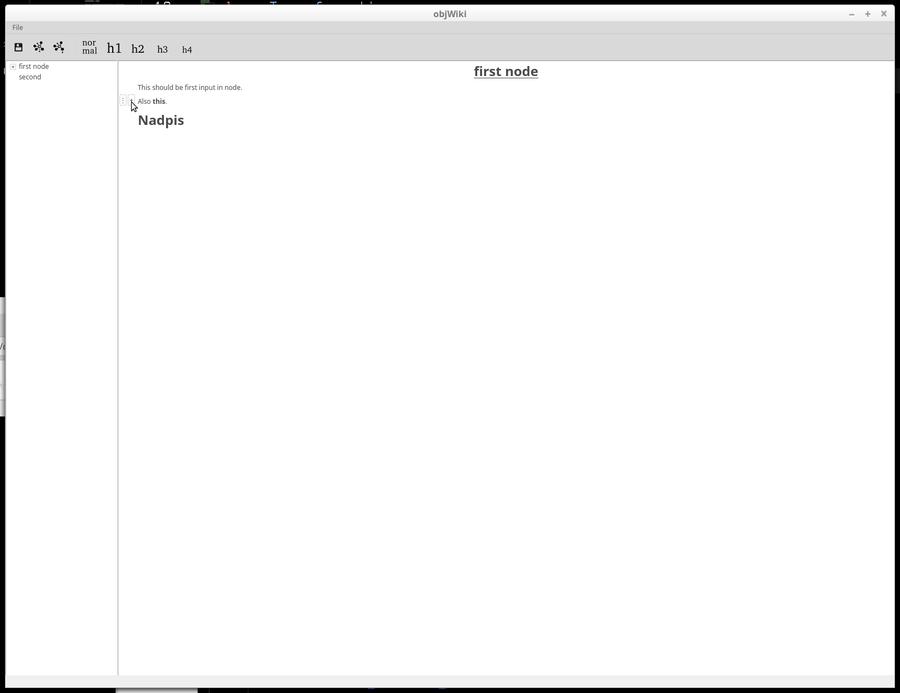 objWiki
File
nor
mal
h1 h2 h3 h4
first node
second
first node
This should be first input in node.
Also this.
Nadpis